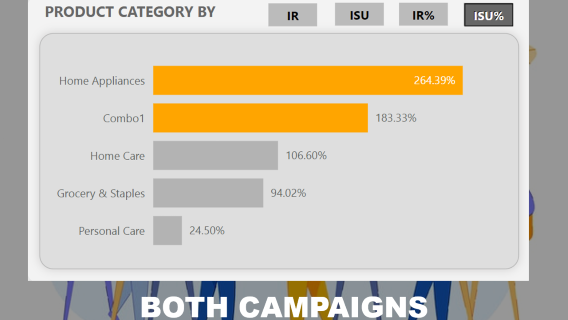 PRODUCT CATEGORY BY
IR
ISU
IR%
ISU%
Home Appliances 264.39%
Combo1 183.33%
Home Care 106.60%
Grocery & Staples 94.02%
Personal Care 24.50%
BOTH CAMPAIGNS